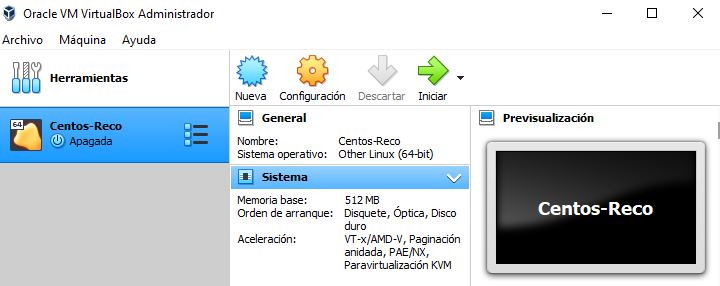 Oracle VM VirtualBox Administrador
Archivo Máquina Ayuda
Herramientas
64
Centos-Reco
Apagada
Nueva Configuración Descartar Iniciar
General
Nombre: Centos-Reco
Sistema operativo: Other Linux (64-bit)
Sistema
Memoria base: 512 MB
Orden de arranque: Disquete, Óptica, Disco
duro
Aceleración: VT-x/AMD-V, Paginación
anidada, PAE/NX,
Paravirtualización KVM
Previsualización
Centos-Reco